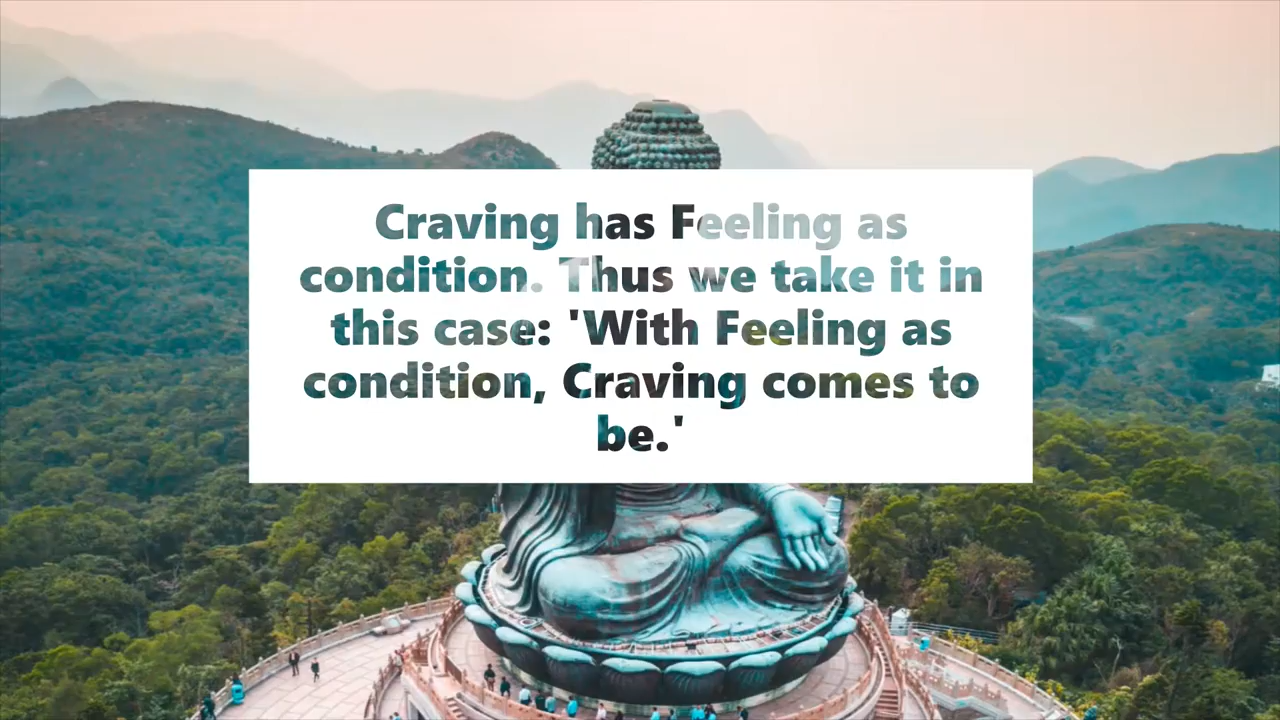 Craving has Feeling as
condition. Thus we take it in
this case: 'With Feeling as
condition, Craving comes to
be.'